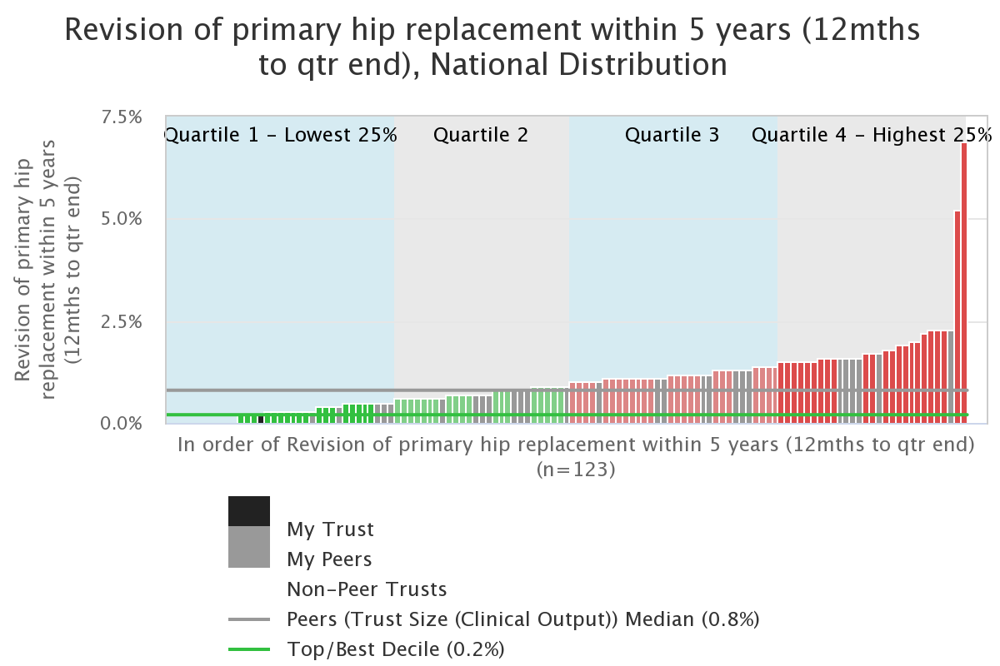 Revision of primary hip replacement within 5 years (12mths
to qtr end), National Distribution
Revision of primary hip
replacement within 5 years
(12mths to qtr end)
7.5%
5.0%
2.5%
0.0%
Quartile 1 – Lowest 25%
Quartile 2
Quartile 3
Quartile 4 – Highest 25%
In order of Revision of primary hip replacement within 5 years (12mths to qtr end)
(n=123)
My Trust
My Peers
Non–Peer Trusts
Peers (Trust Size (Clinical Output)) Median (0.8%)
Top/Best Decile (0.2%)